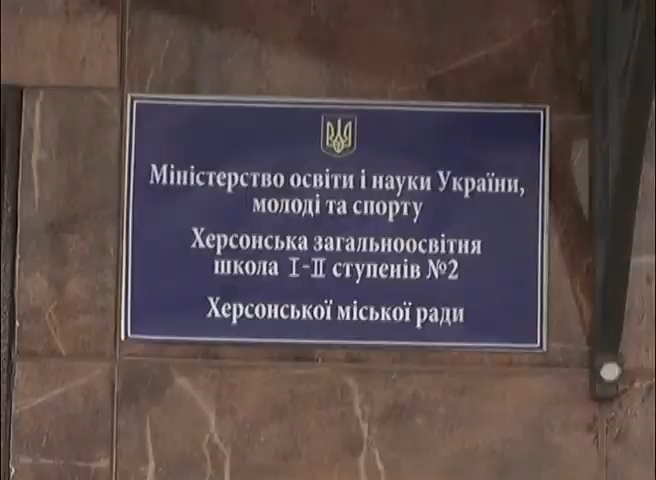 Міністерство освіти і науки України,
молоді та спорту
Херсонська загальноосвітня
школа I-II ступенів №2
Херсонської міської ради